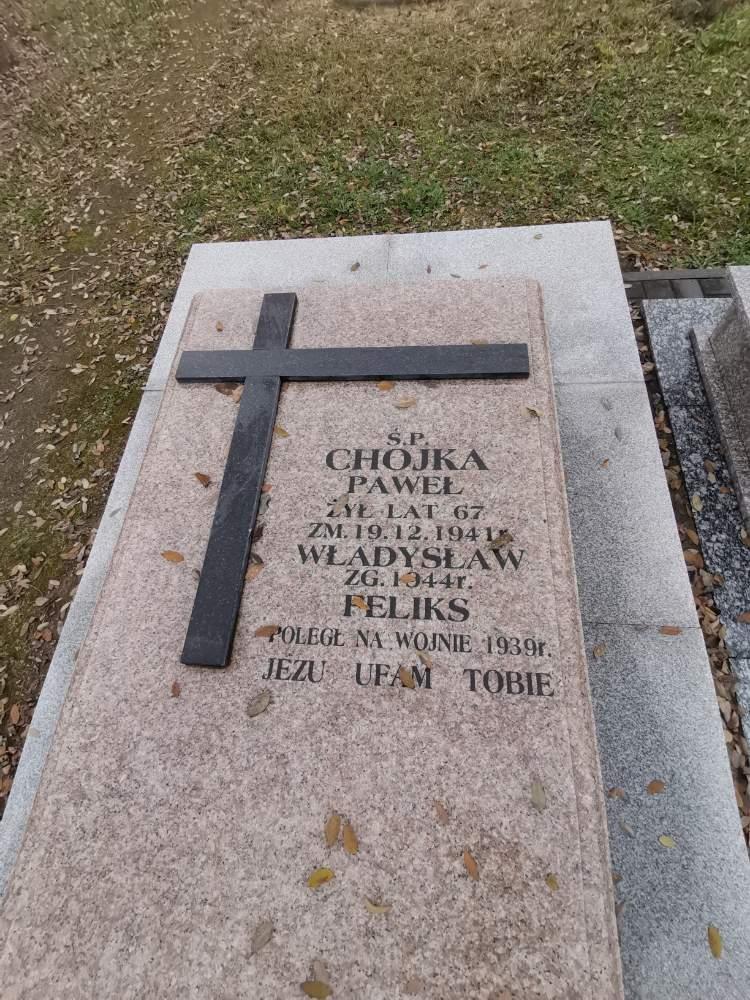 Ś.P.
CHOJKA
PAWEŁ
ŻYŁ LAT 67
ZM. 19.12.1941r.
WŁADYSŁAW
ZG. 1944r.
FELIKS
POLEGŁ NA WOJNIE 1939r.
JEZU UFAM TOBIE